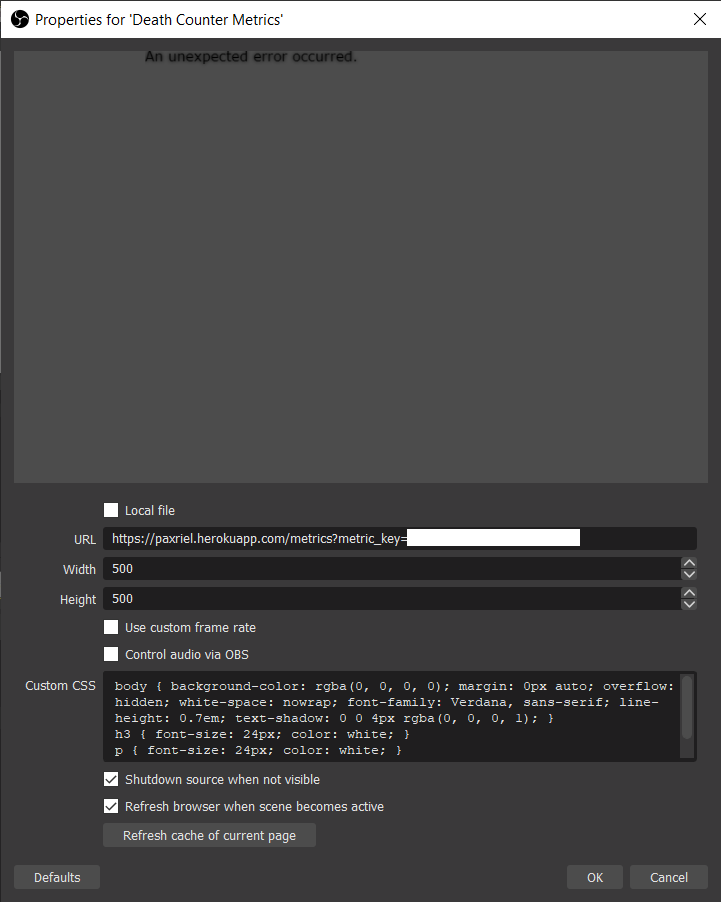 Properties for 'Death Counter Metrics'
An unexpected error occurred.
Local file
URL
https://paxriel.herokuapp.com/metrics?metric_key=
Width
500
Height
500
Use custom frame rate
Control audio via OBS
Custom CSS
body { background-color: rgba(0, 0, 0, 0); margin: 0px auto; overflow:
hidden; white-space: nowrap; font-family: Verdana, sans-serif; line-
height: 0.7em; text-shadow: 0 0 4px rgba(0, 0, 0, 1); }
h3 { font-size: 24px; color: white; }
p { font-size: 24px; color: white; }
Shutdown source when not visible
Refresh browser when scene becomes active
Refresh cache of current page
Defaults
OK
Cancel